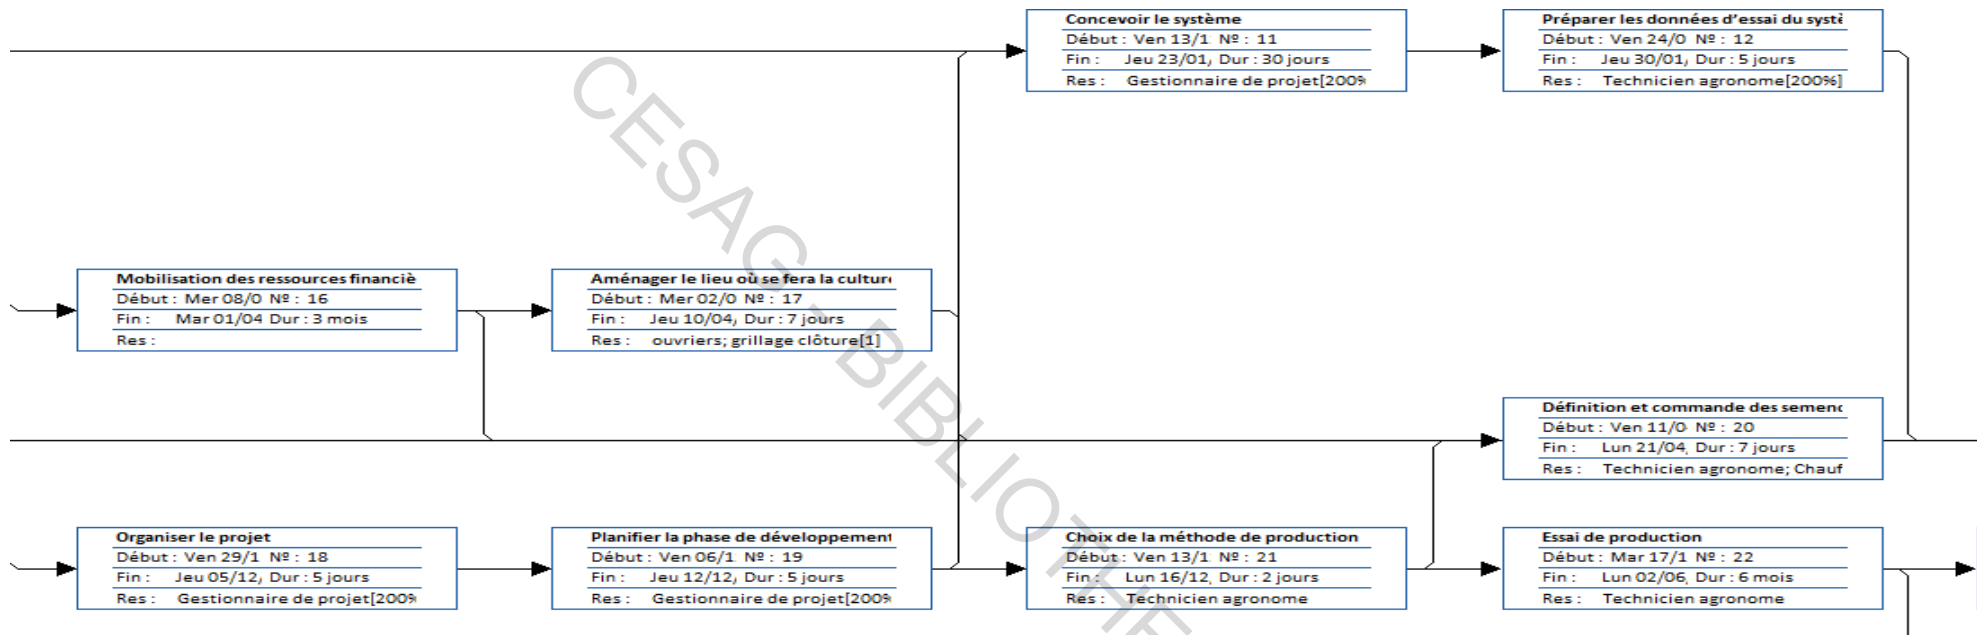 Concevoir le système
Début : Ven 13/1 Nº : 11
Fin : Jeu 23/01, Dur : 30 jours
Res : Gestionnaire de projet[200%
Préparer les données d'essai du systè
Début : Ven 24/0 Nº : 12
Fin : Jeu 30/01, Dur : 5 jours
Res : Technicien agronome[200%]
Mobilisation des ressources financiè
Début : Mer 08/0 Nº : 16
Fin : Mar 01/04 Dur : 3 mois
Res :
Aménager le lieu où se fera la culture
Début : Mer 02/0 Nº : 17
Fin : Jeu 10/04, Dur : 7 jours
Res : ouvriers; grillage clôture[1]
Définition et commande des semenc
Début : Ven 11/0 Nº : 20
Fin : Lun 21/04, Dur : 7 jours
Res : Technicien agronome; Chauf
Organiser le projet
Début : Ven 29/1 Nº : 18
Fin : Jeu 05/12, Dur : 5 jours
Res : Gestionnaire de projet[200%
Planifier la phase de développement
Début : Ven 06/1 Nº : 19
Fin : Jeu 12/12, Dur : 5 jours
Res : Gestionnaire de projet[200%
Choix de la méthode de production
Début : Ven 13/1 Nº : 21
Fin : Lun 16/12, Dur : 2 jours
Res : Technicien agronome
Essai de production
Début : Mar 17/1 Nº : 22
Fin : Lun 02/06, Dur : 6 mois
Res : Technicien agronome
CESAG - BIBLIOTHE